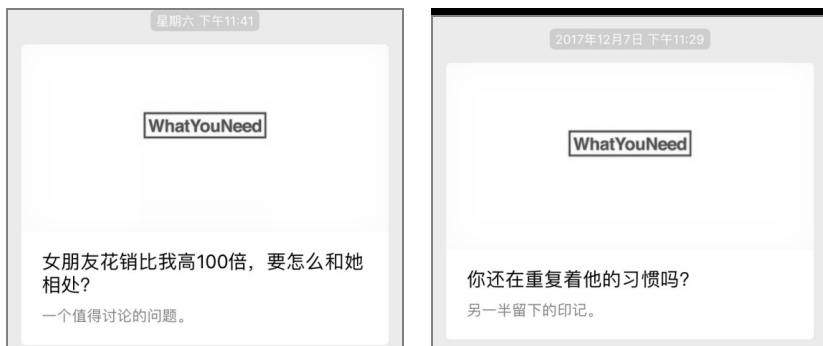 星期六 下午11:41
WhatYouNeed
女朋友花销比我高100倍，要怎么和她
相处？
一个值得讨论的问题。
2017年12月7日 下午11:29
WhatYouNeed
你还在重复着他的习惯吗？
另一半留下的印记。